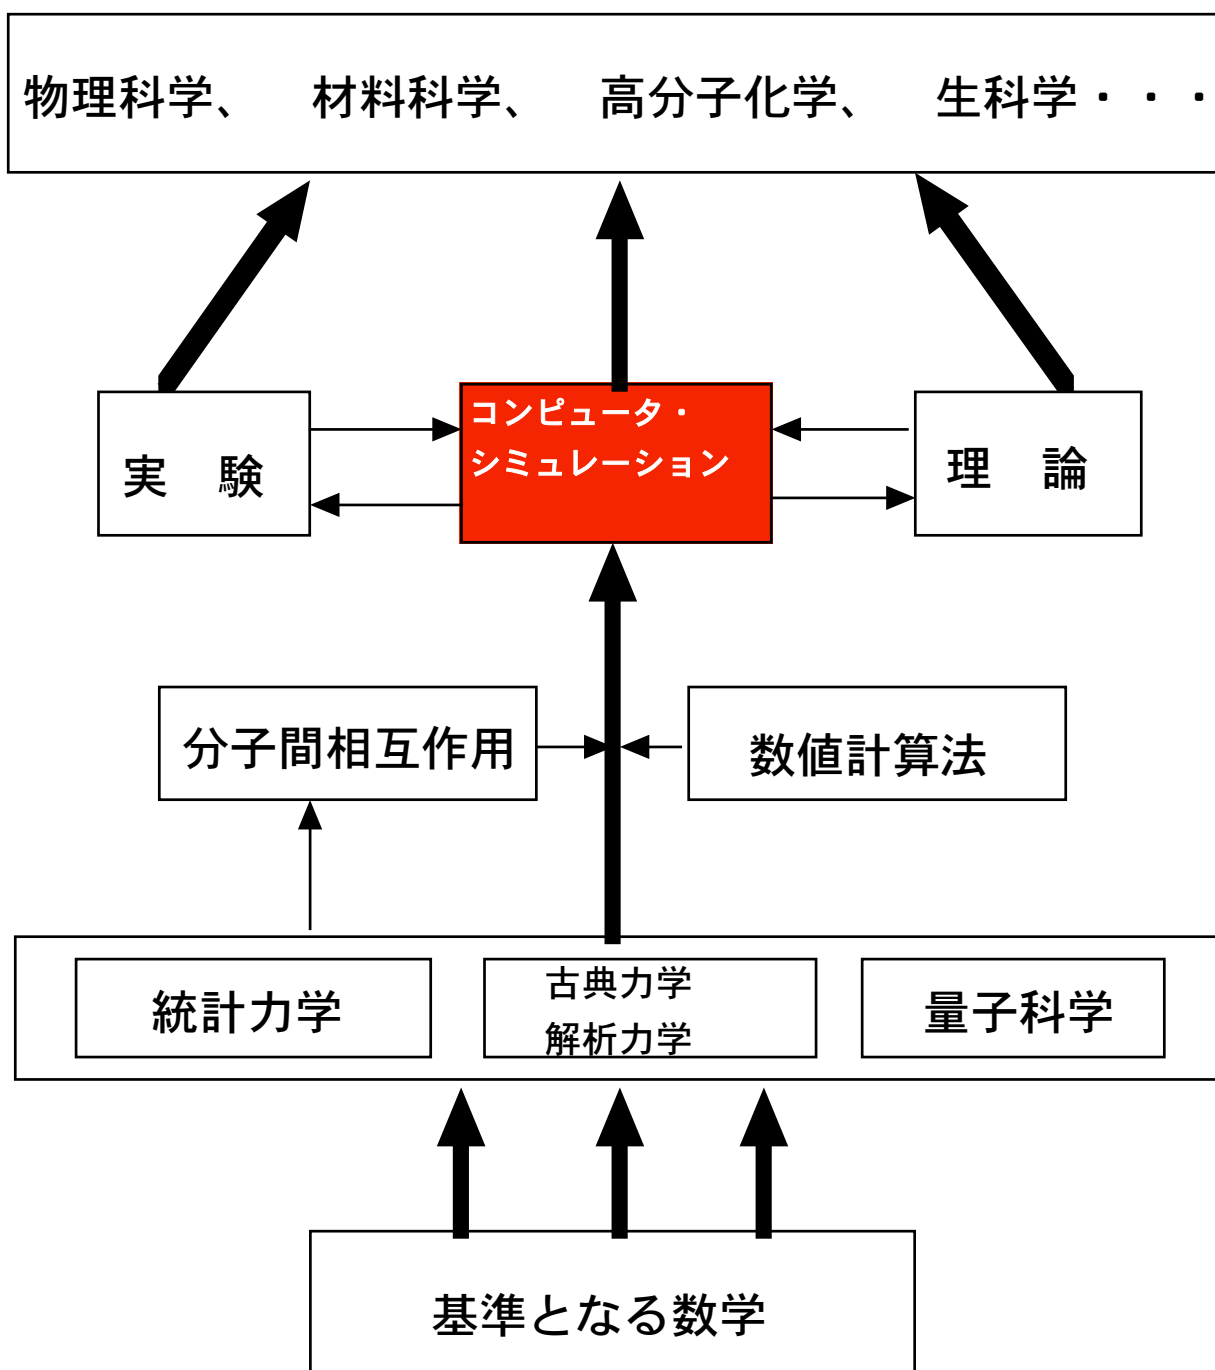 物理科学、　材料科学、　高分子化学、　生科学・・・
コンピュータ・
シミュレーション
実　験
理　論
分子間相互作用
数値計算法
統計力学
古典力学
解析力学
量子科学
基準となる数学